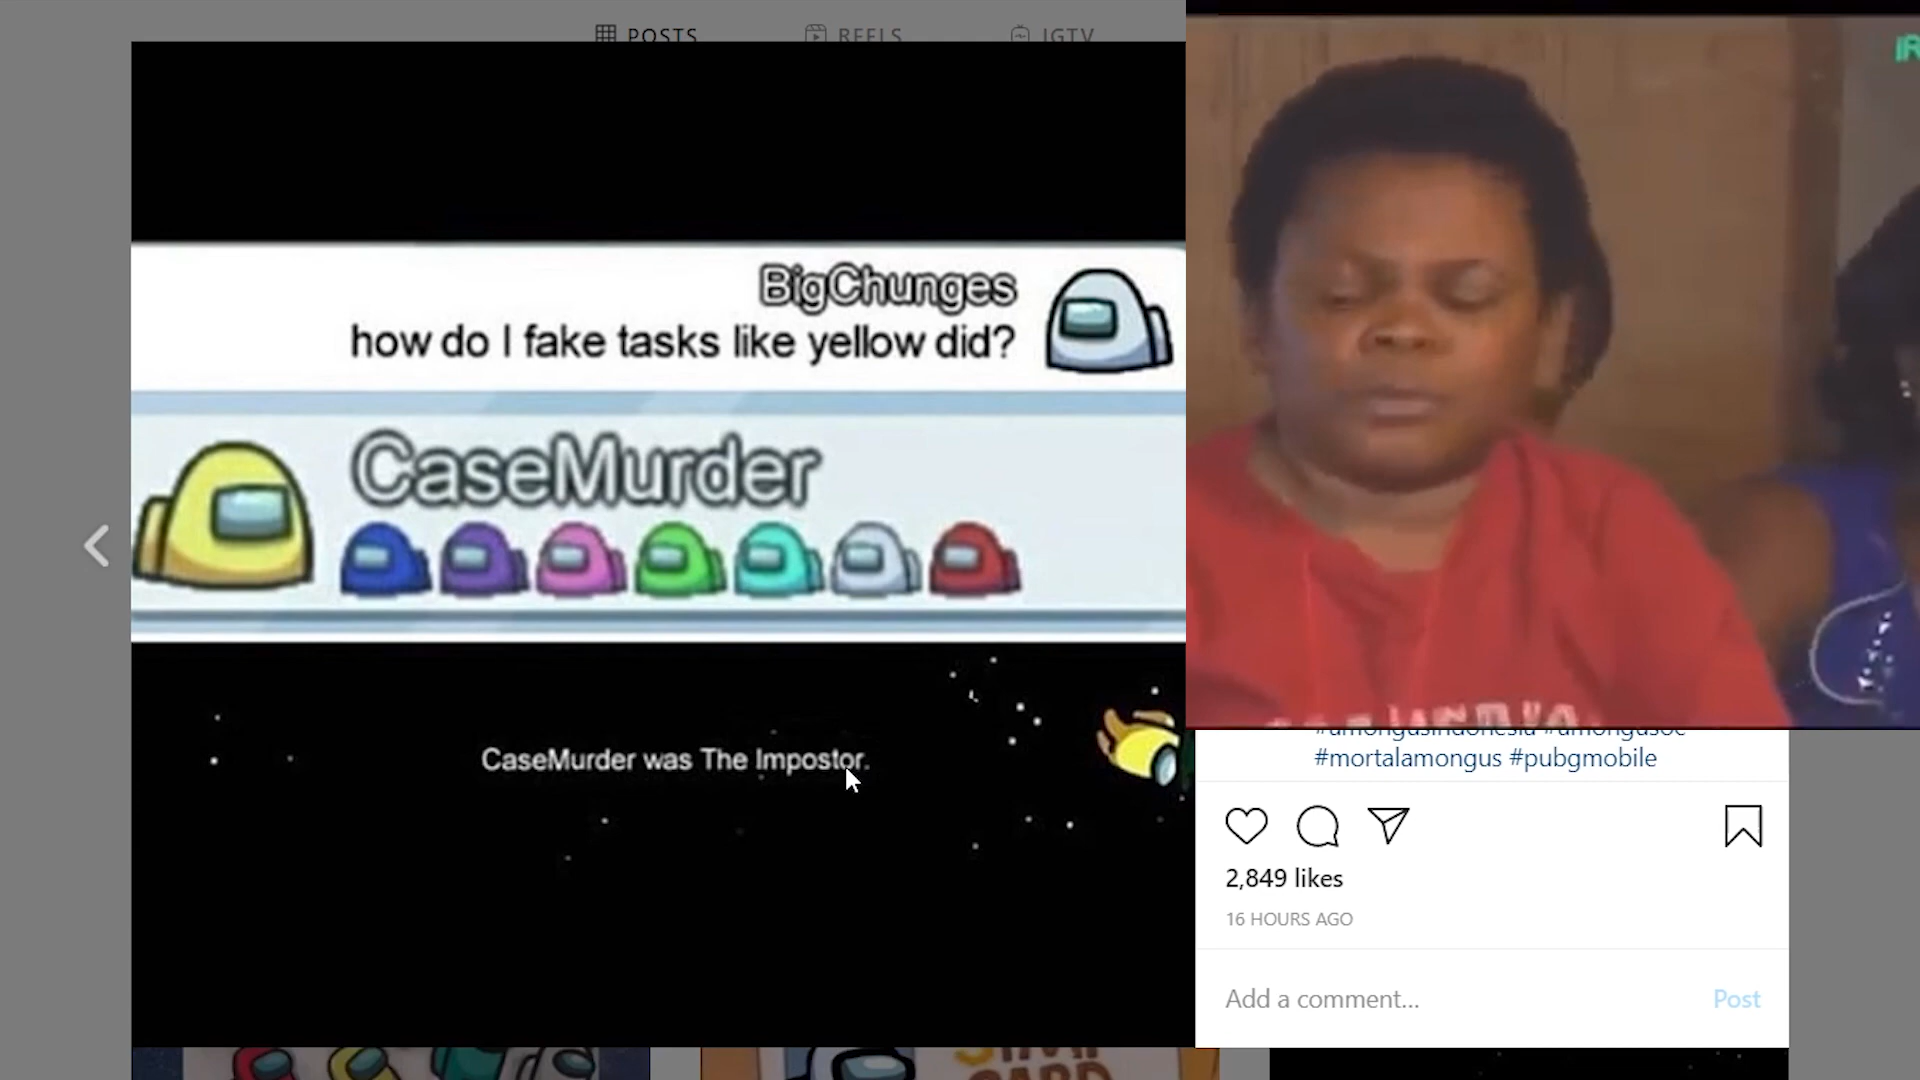 POSTS REELS IGTV
BigChunges
how do I fake tasks like yellow did?
CaseMurder
CaseMurder was The Impostor.
#amongusindonesia
#mortalamongus #pubgmobile
2,849 likes
16 HOURS AGO
Add a comment... Post